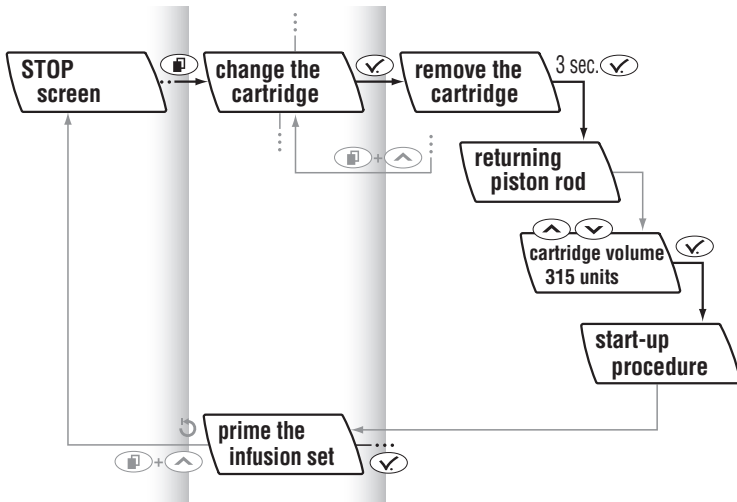 STOP
screen
change the
cartridge
remove the
cartridge
3 sec.
returning
piston rod
cartridge volume
315 units
start-up
procedure
prime the
infusion set
+
+